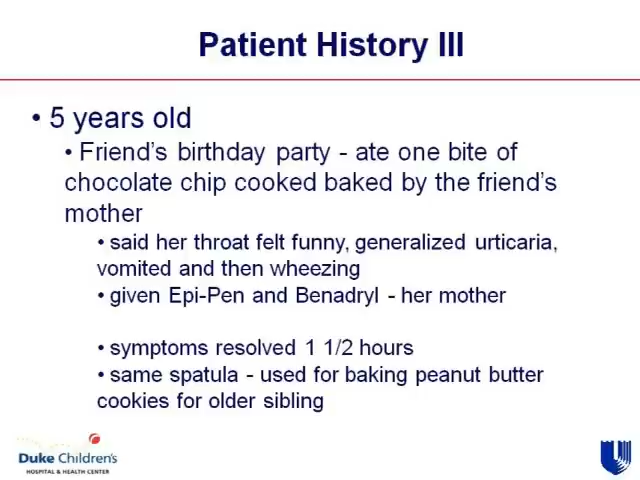 Patient History III
• 5 years old
• Friend's birthday party - ate one bite of
chocolate chip cooked baked by the friend's
mother
• said her throat felt funny, generalized urticaria,
vomited and then wheezing
• given Epi-Pen and Benadryl - her mother
• symptoms resolved 1 1/2 hours
• same spatula - used for baking peanut butter
cookies for older sibling
Duke Children's
HOSPITAL & HEALTH CENTER